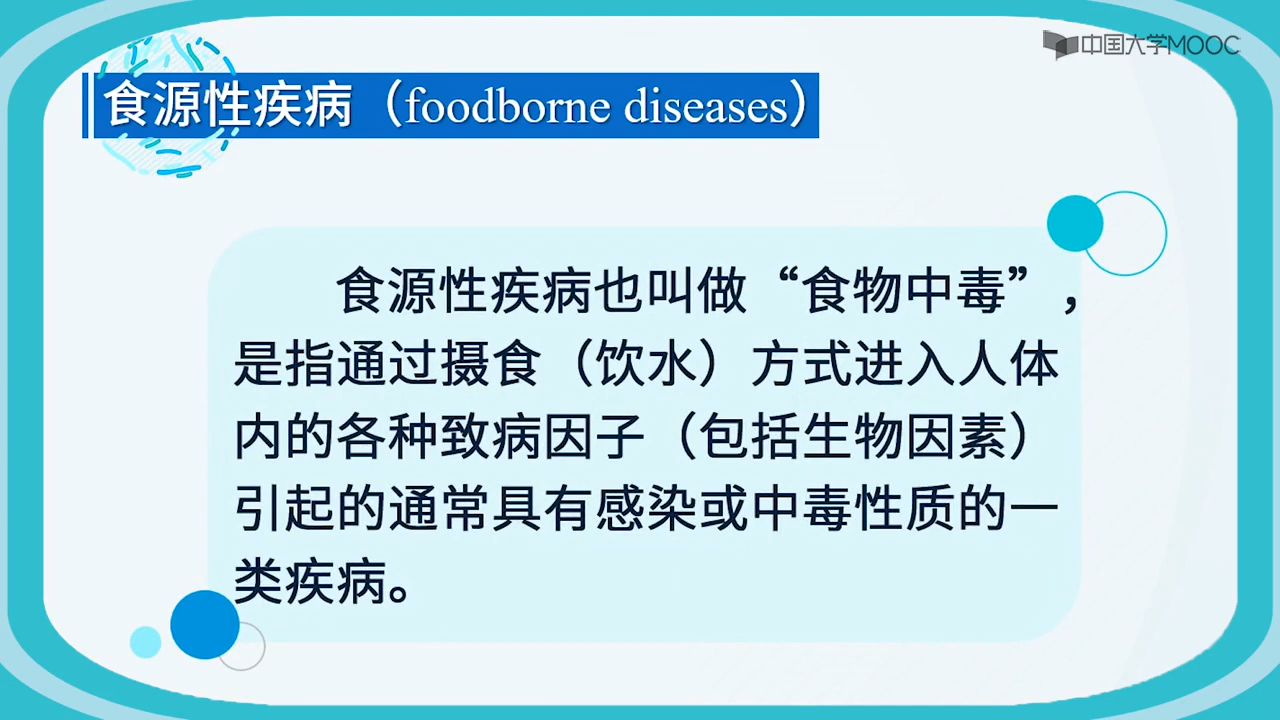 中国大学MOOC
食源性疾病（foodborne diseases）
食源性疾病也叫做“食物中毒”，
是指通过摄食（饮水）方式进入人体
内的各种致病因子（包括生物因素）
引起的通常具有感染或中毒性质的一
类疾病。